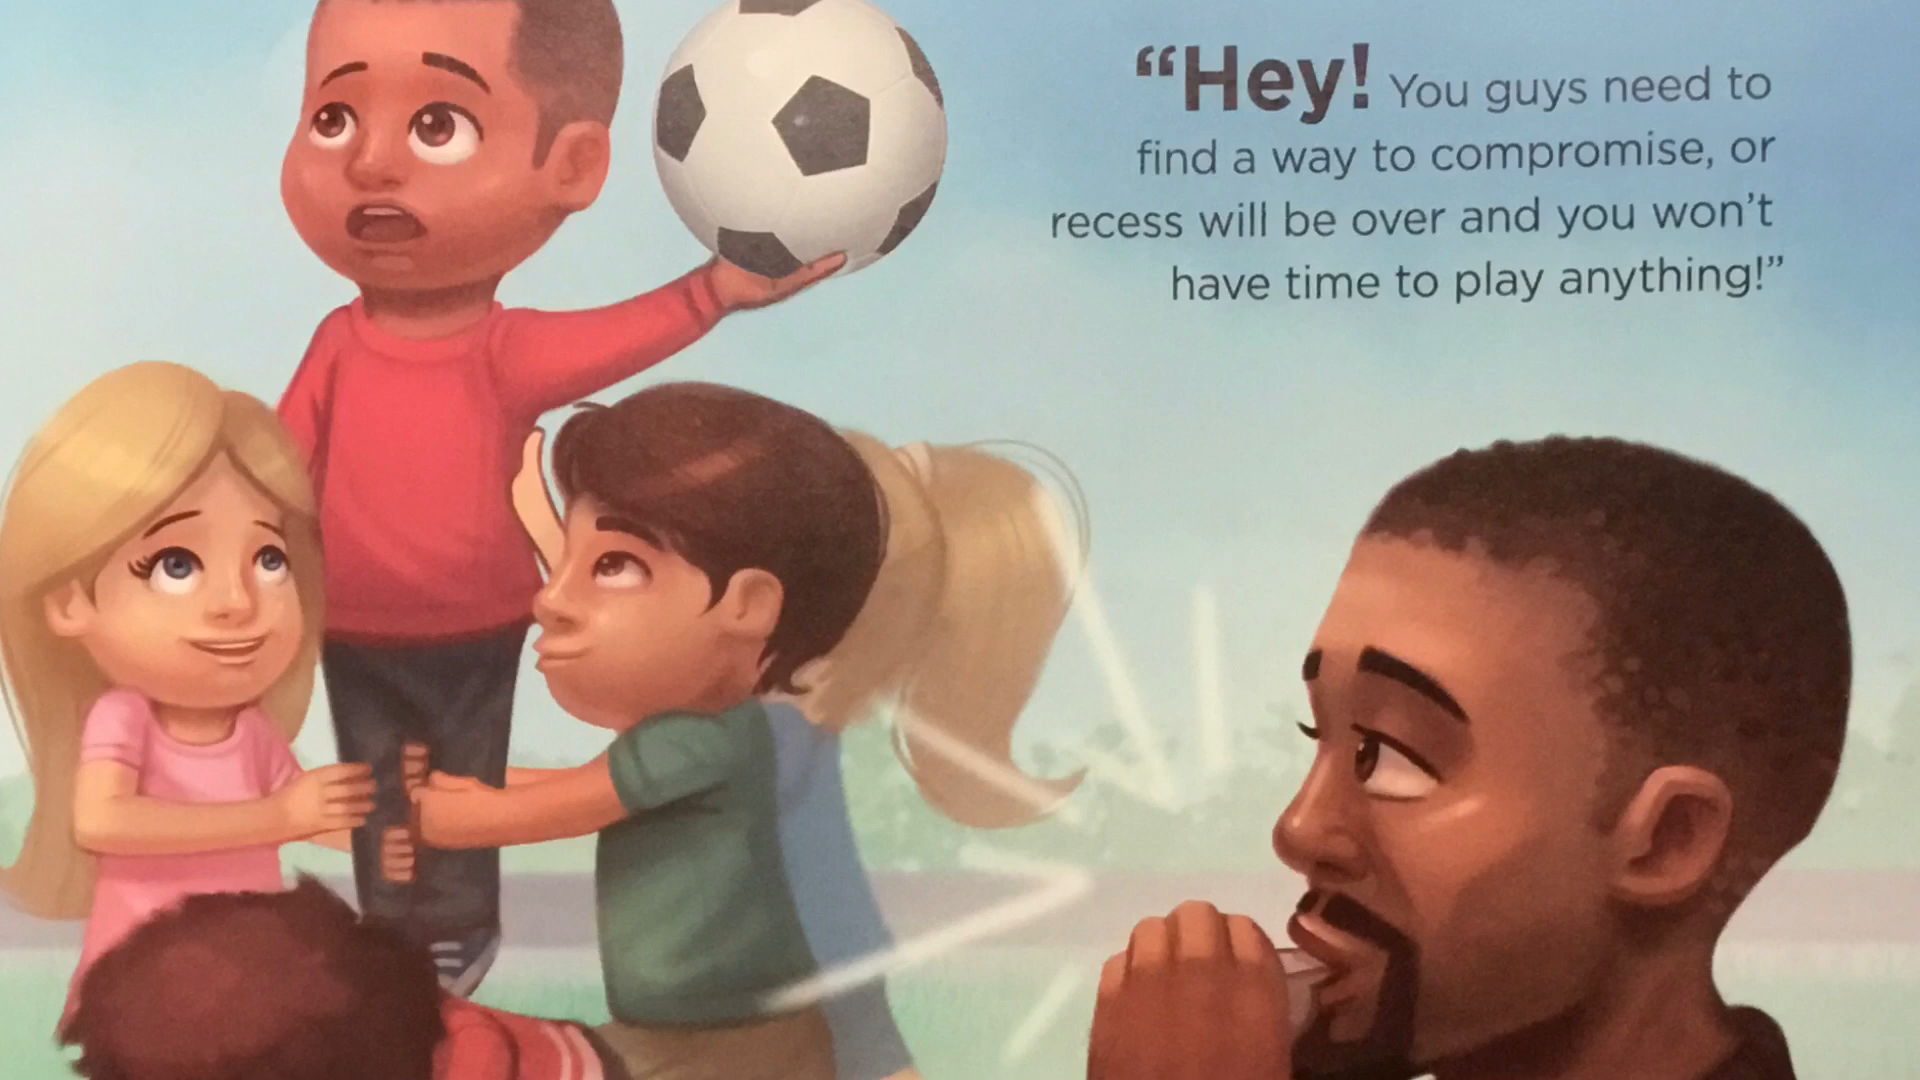 “Hey! You guys need to
find a way to compromise, or
recess will be over and you won’t
have time to play anything!”